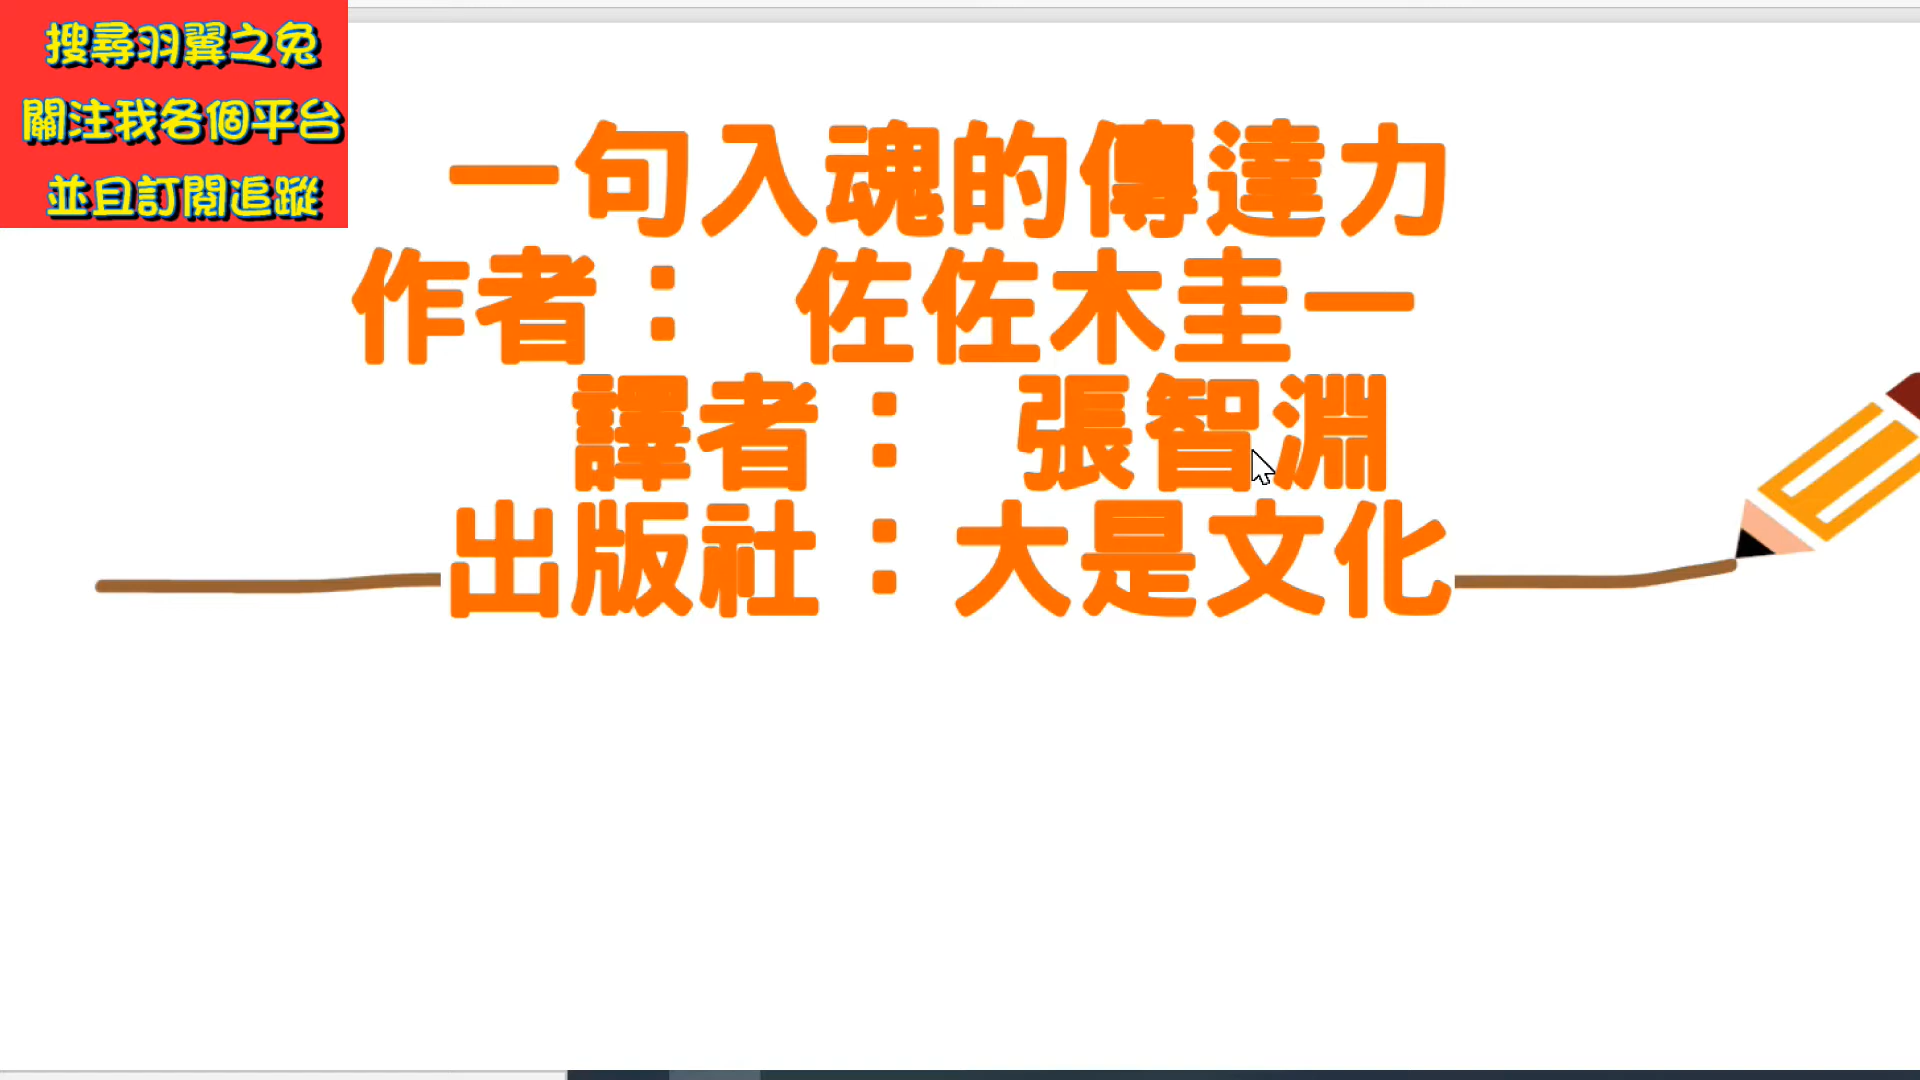 搜尋羽翼之兔
關注我各個平台
並且訂閱追蹤
一句入魂的傳達力
作者： 佐佐木圭一
譯者： 張智淵
出版社：大是文化